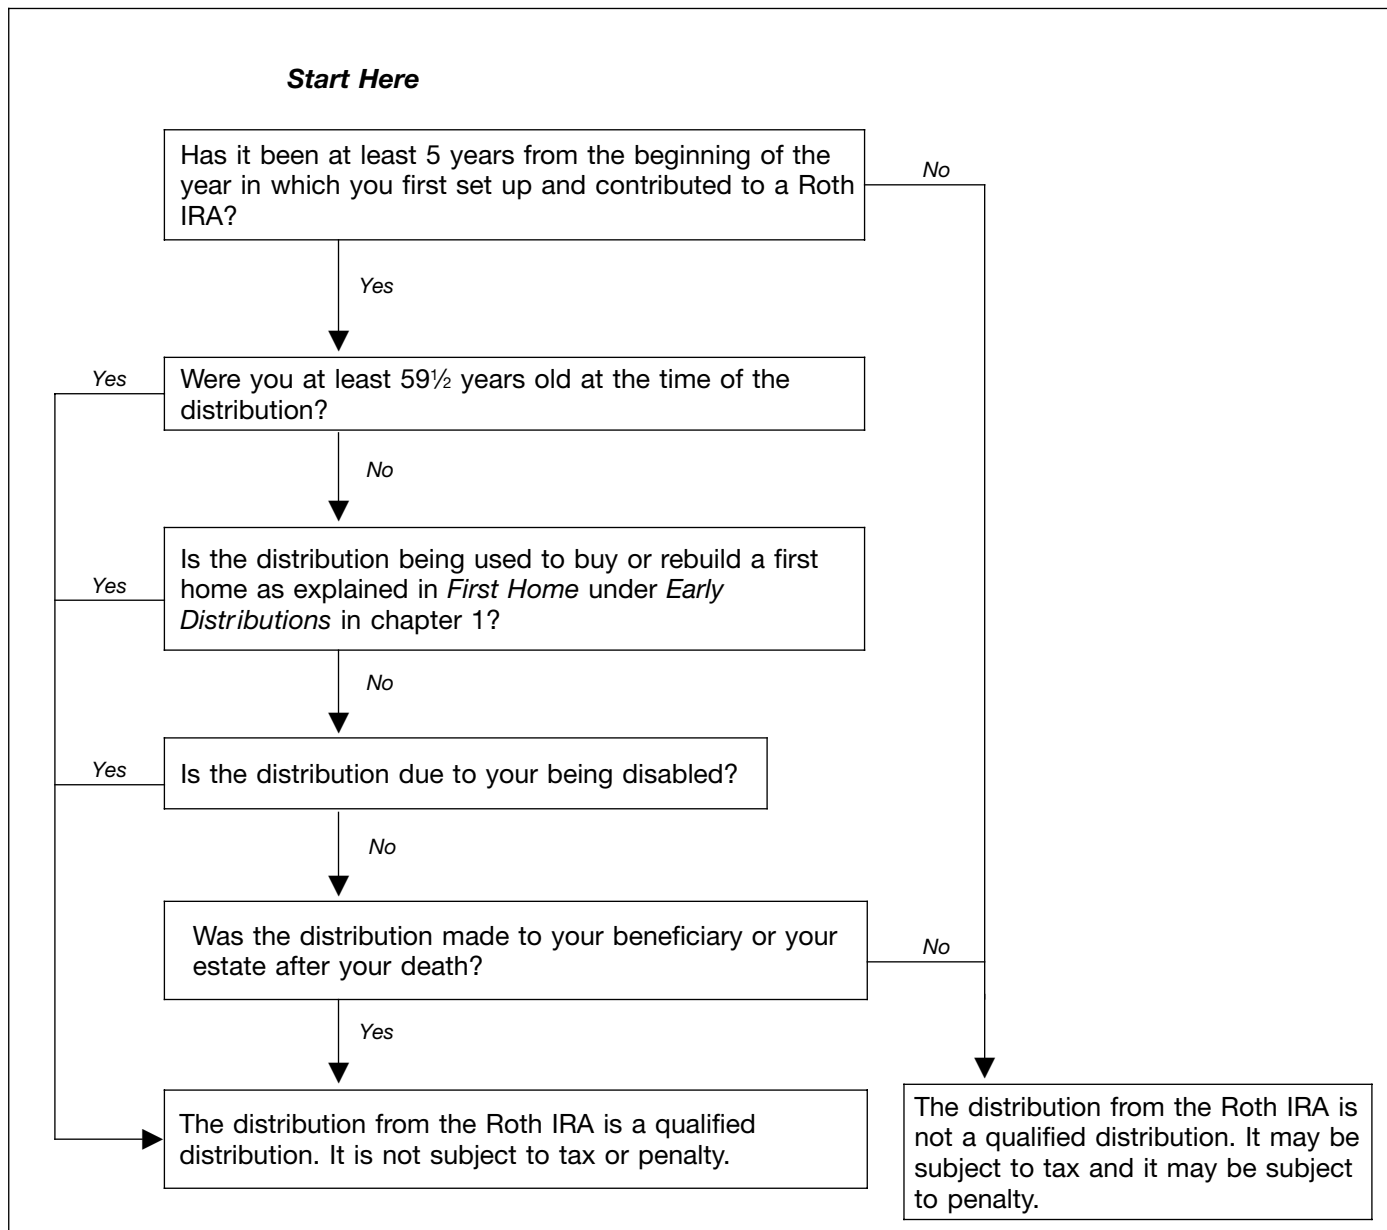 Start Here
Has it been at least 5 years from the beginning of the
year in which you first set up and contributed to a Roth
IRA?
No
Yes
Yes
Were you at least 59½ years old at the time of the
distribution?
No
Yes
Is the distribution being used to buy or rebuild a first
home as explained in First Home under Early
Distributions in chapter 1?
No
Yes
Is the distribution due to your being disabled?
No
Was the distribution made to your beneficiary or your
estate after your death?
No
Yes
The distribution from the Roth IRA is a qualified
distribution. It is not subject to tax or penalty.
The distribution from the Roth IRA is
not a qualified distribution. It may be
subject to tax and it may be subject
to penalty.